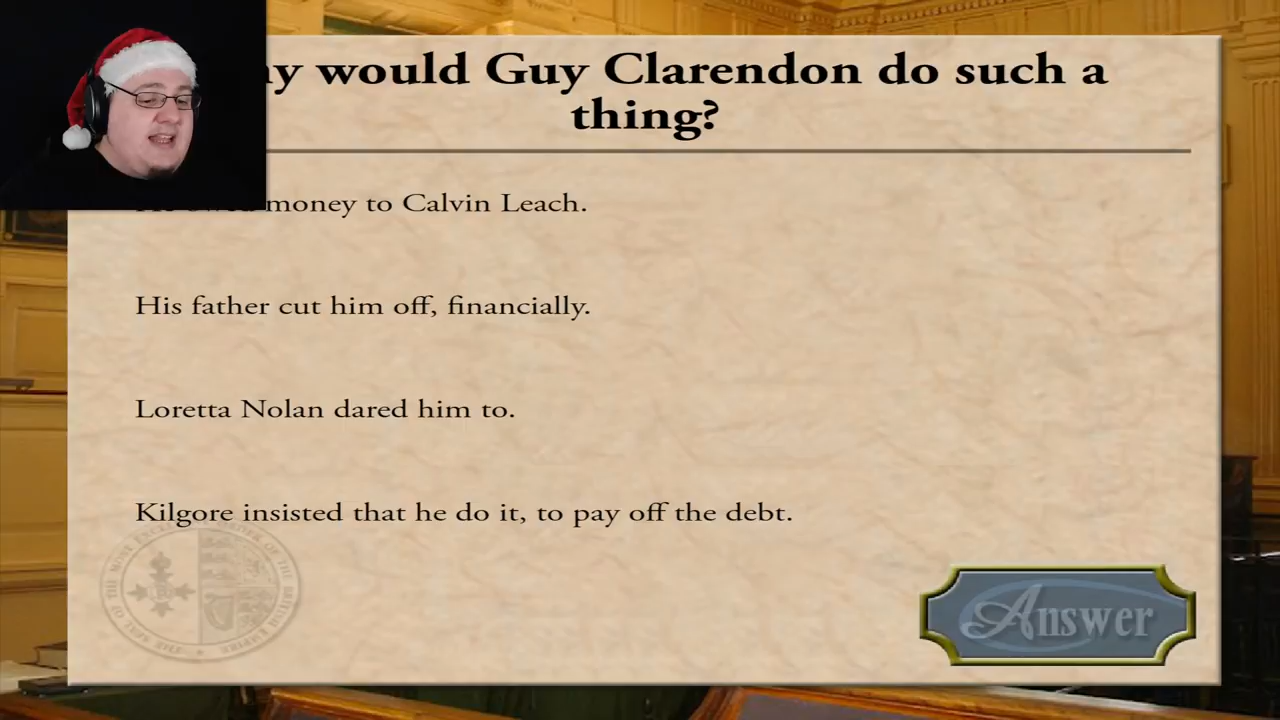 would Guy Clarendon do such a
thing?
money to Calvin Leach.
His father cut him off, financially.
Loretta Nolan dared him to.
Kilgore insisted that he do it, to pay off the debt.
Answer